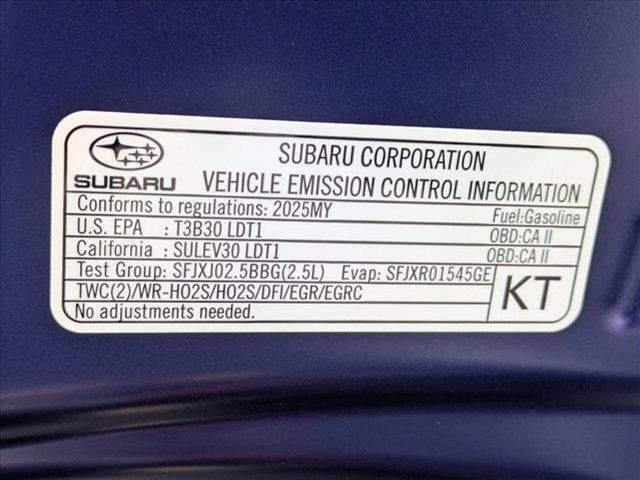 SUBARU
SUBARU CORPORATION
VEHICLE EMISSION CONTROL INFORMATION
Conforms to regulations: 2025MY Fuel:Gasoline
U.S. EPA : T3B30 LDT1 OBD:CA II
California : SULEV30 LDT1 OBD:CA II
Test Group: SFJXJ02.5BBG(2.5L) Evap: SFJXR01545GE
TWC(2)/WR-HO2S/HO2S/DFI/EGR/EGRC
No adjustments needed.
KT